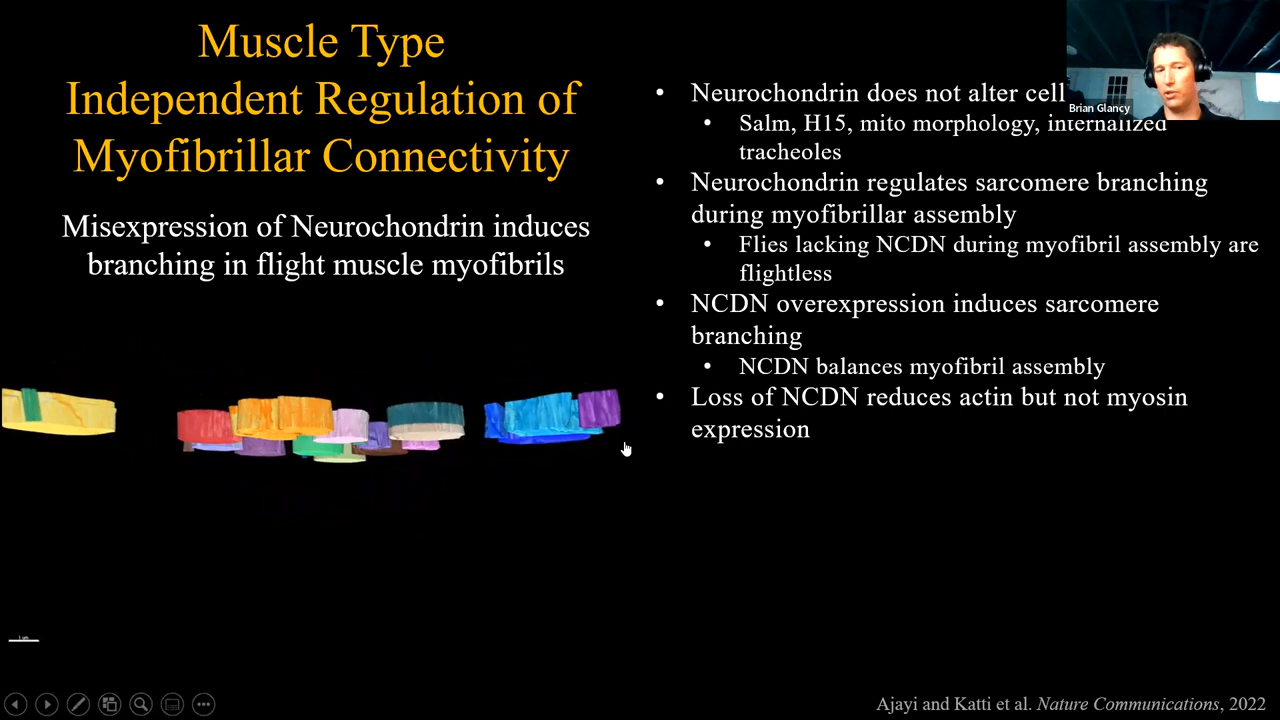 Muscle Type
Independent Regulation of
Myofibrillar Connectivity
Misexpression of Neurochondrin induces
branching in flight muscle myofibrils
• Neurochondrin does not alter cell
• Salm, H15, mito morphology, internalized
tracheoles
• Neurochondrin regulates sarcomere branching
during myofibrillar assembly
• Flies lacking NCDN during myofibril assembly are
flightless
• NCDN overexpression induces sarcomere
branching
• NCDN balances myofibril assembly
• Loss of NCDN reduces actin but not myosin
expression
Brian Glancy
Ajayi and Katti et al. Nature Communications, 2022